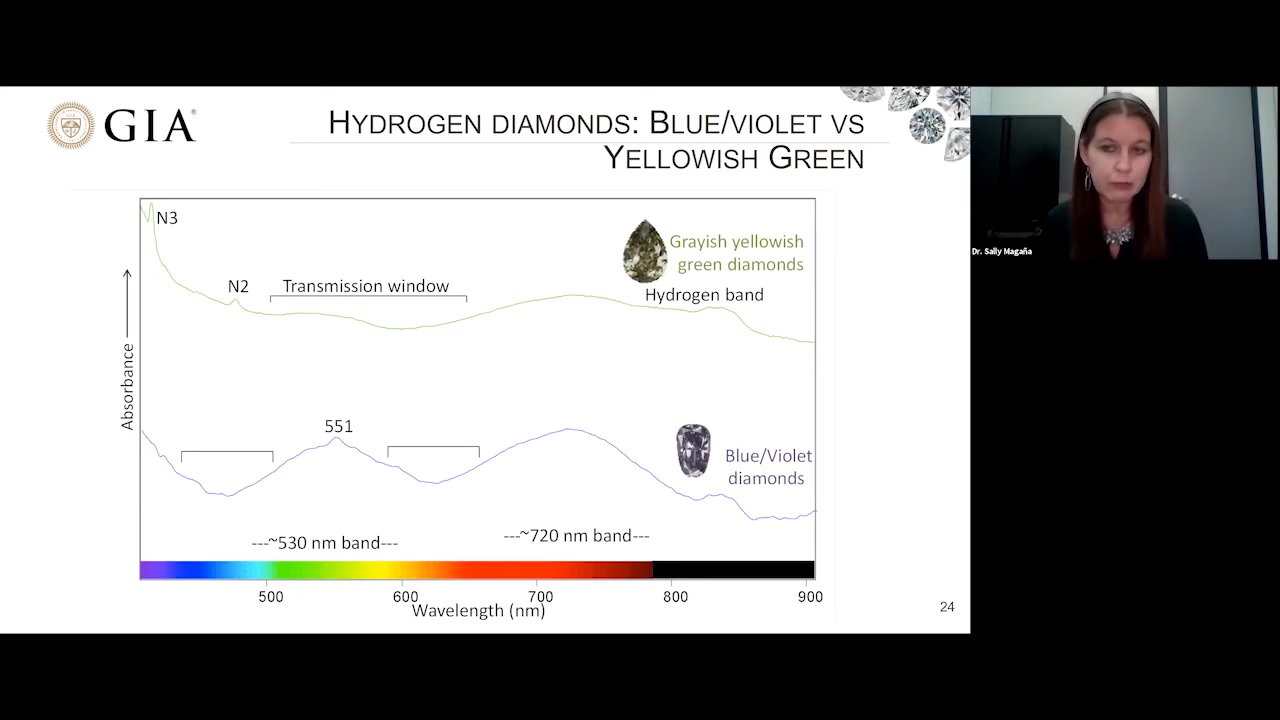 GIA®
HYDROGEN DIAMONDS: BLUE/VIOLET VS
YELLOWISH GREEN
N3
N2
Transmission window
Grayish yellowish
green diamonds
Hydrogen band
Absorbance
551
Blue/Violet
diamonds
---~530 nm band---
---~720 nm band---
500
600
700
800
900
Wavelength (nm)
24
Dr. Sally Magaña